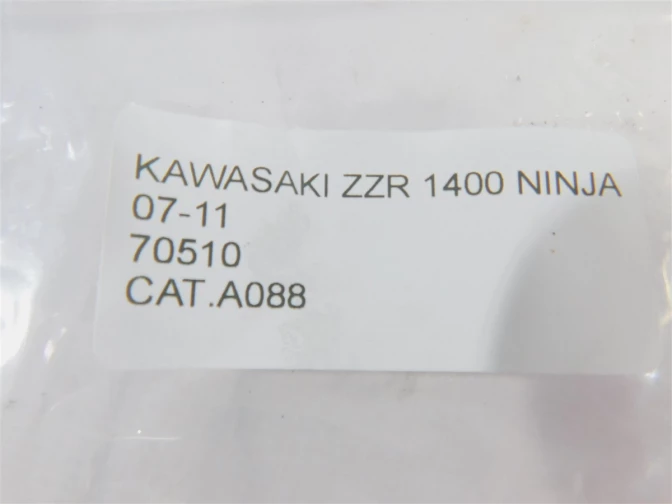 KAWASAKI ZZR 1400 NINJA
07-11
70510
CAT.A088